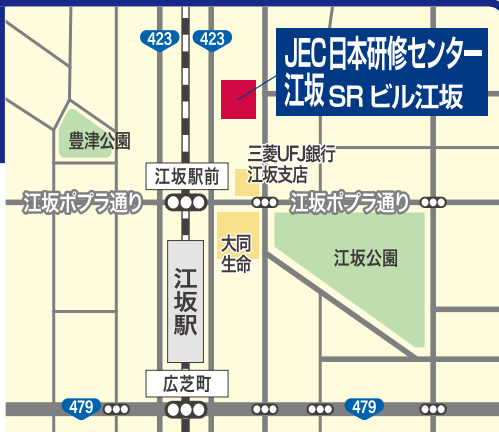 423
423
JEC日本研修センター
江坂 SR ビル江坂
豊津公園
三菱UFJ銀行
江坂支店
江坂駅前
江坂ポプラ通り
江坂ポプラ通り
大同
生命
江坂公園
江坂駅
広芝町
479
479